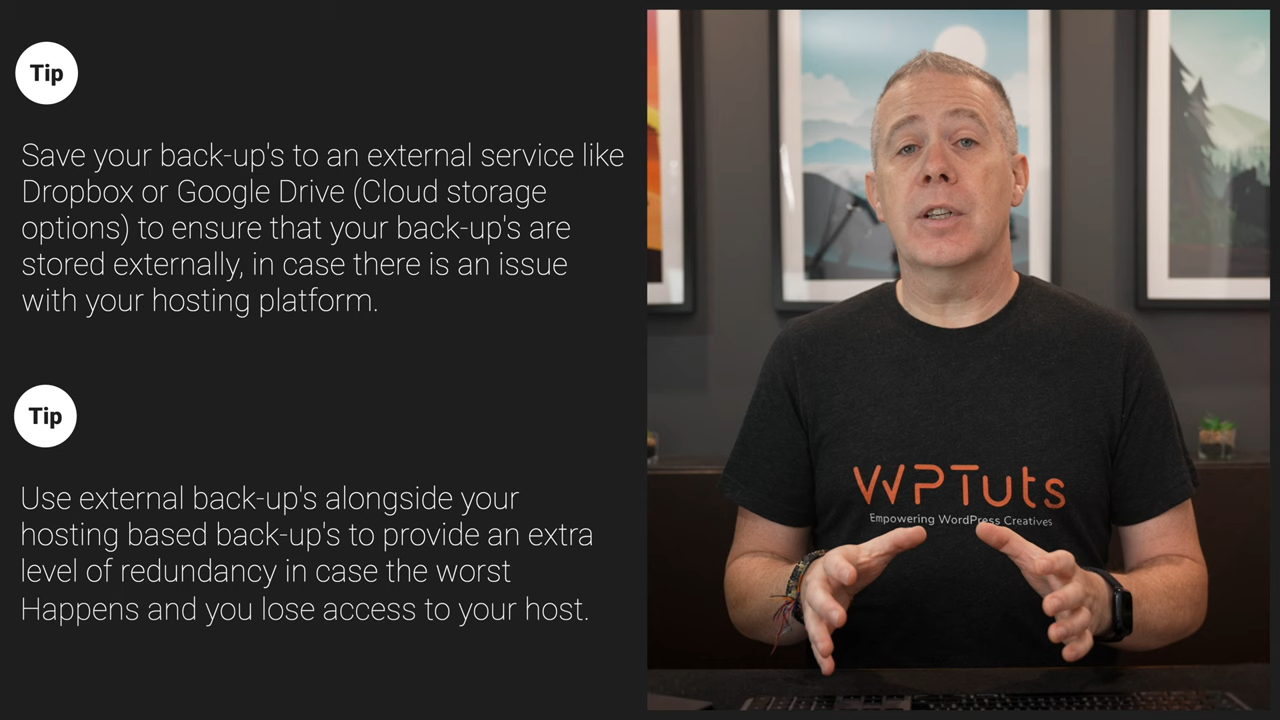 Tip
Save your back-up's to an external service like
Dropbox or Google Drive (Cloud storage
options) to ensure that your back-up's are
stored externally, in case there is an issue
with your hosting platform.
Tip
Use external back-up's alongside your
hosting based back-up's to provide an extra
level of redundancy in case the worst
Happens and you lose access to your host.
WPTuts
Empowering WordPress Creatives